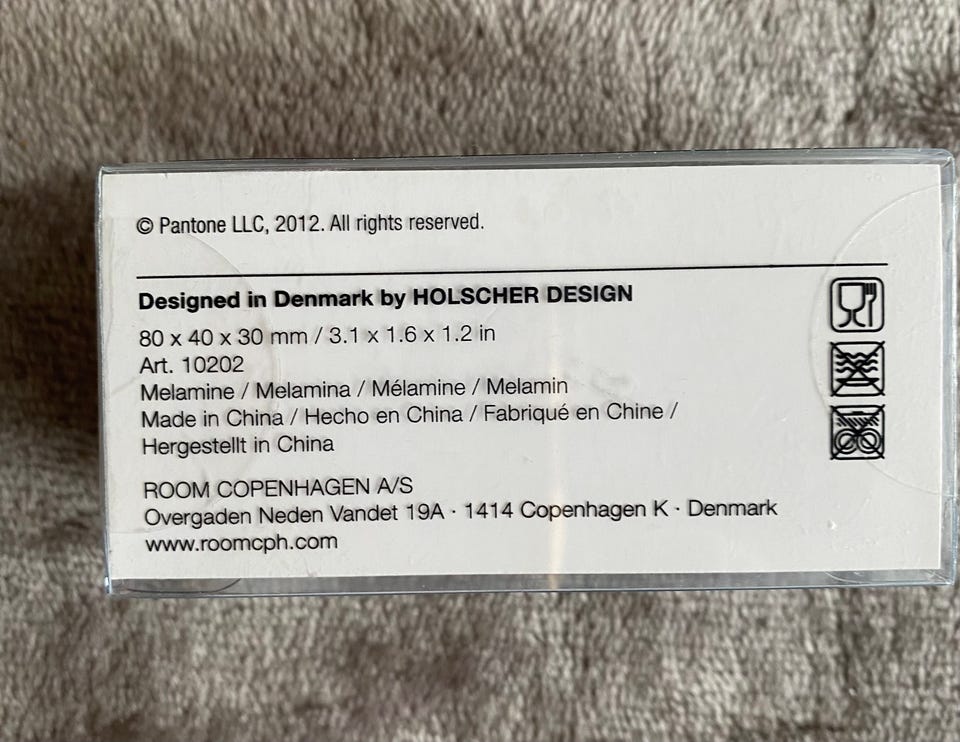 © Pantone LLC, 2012. All rights reserved.
Designed in Denmark by HOLSCHER DESIGN
80 x 40 x 30 mm / 3.1 x 1.6 x 1.2 in
Art. 10202
Melamine / Melamina / Mélamine / Melamin
Made in China / Hecho en China / Fabriqué en Chine /
Hergestellt in China
ROOM COPENHAGEN A/S
Overgaden Neden Vandet 19A · 1414 Copenhagen K · Denmark
www.roomcph.com